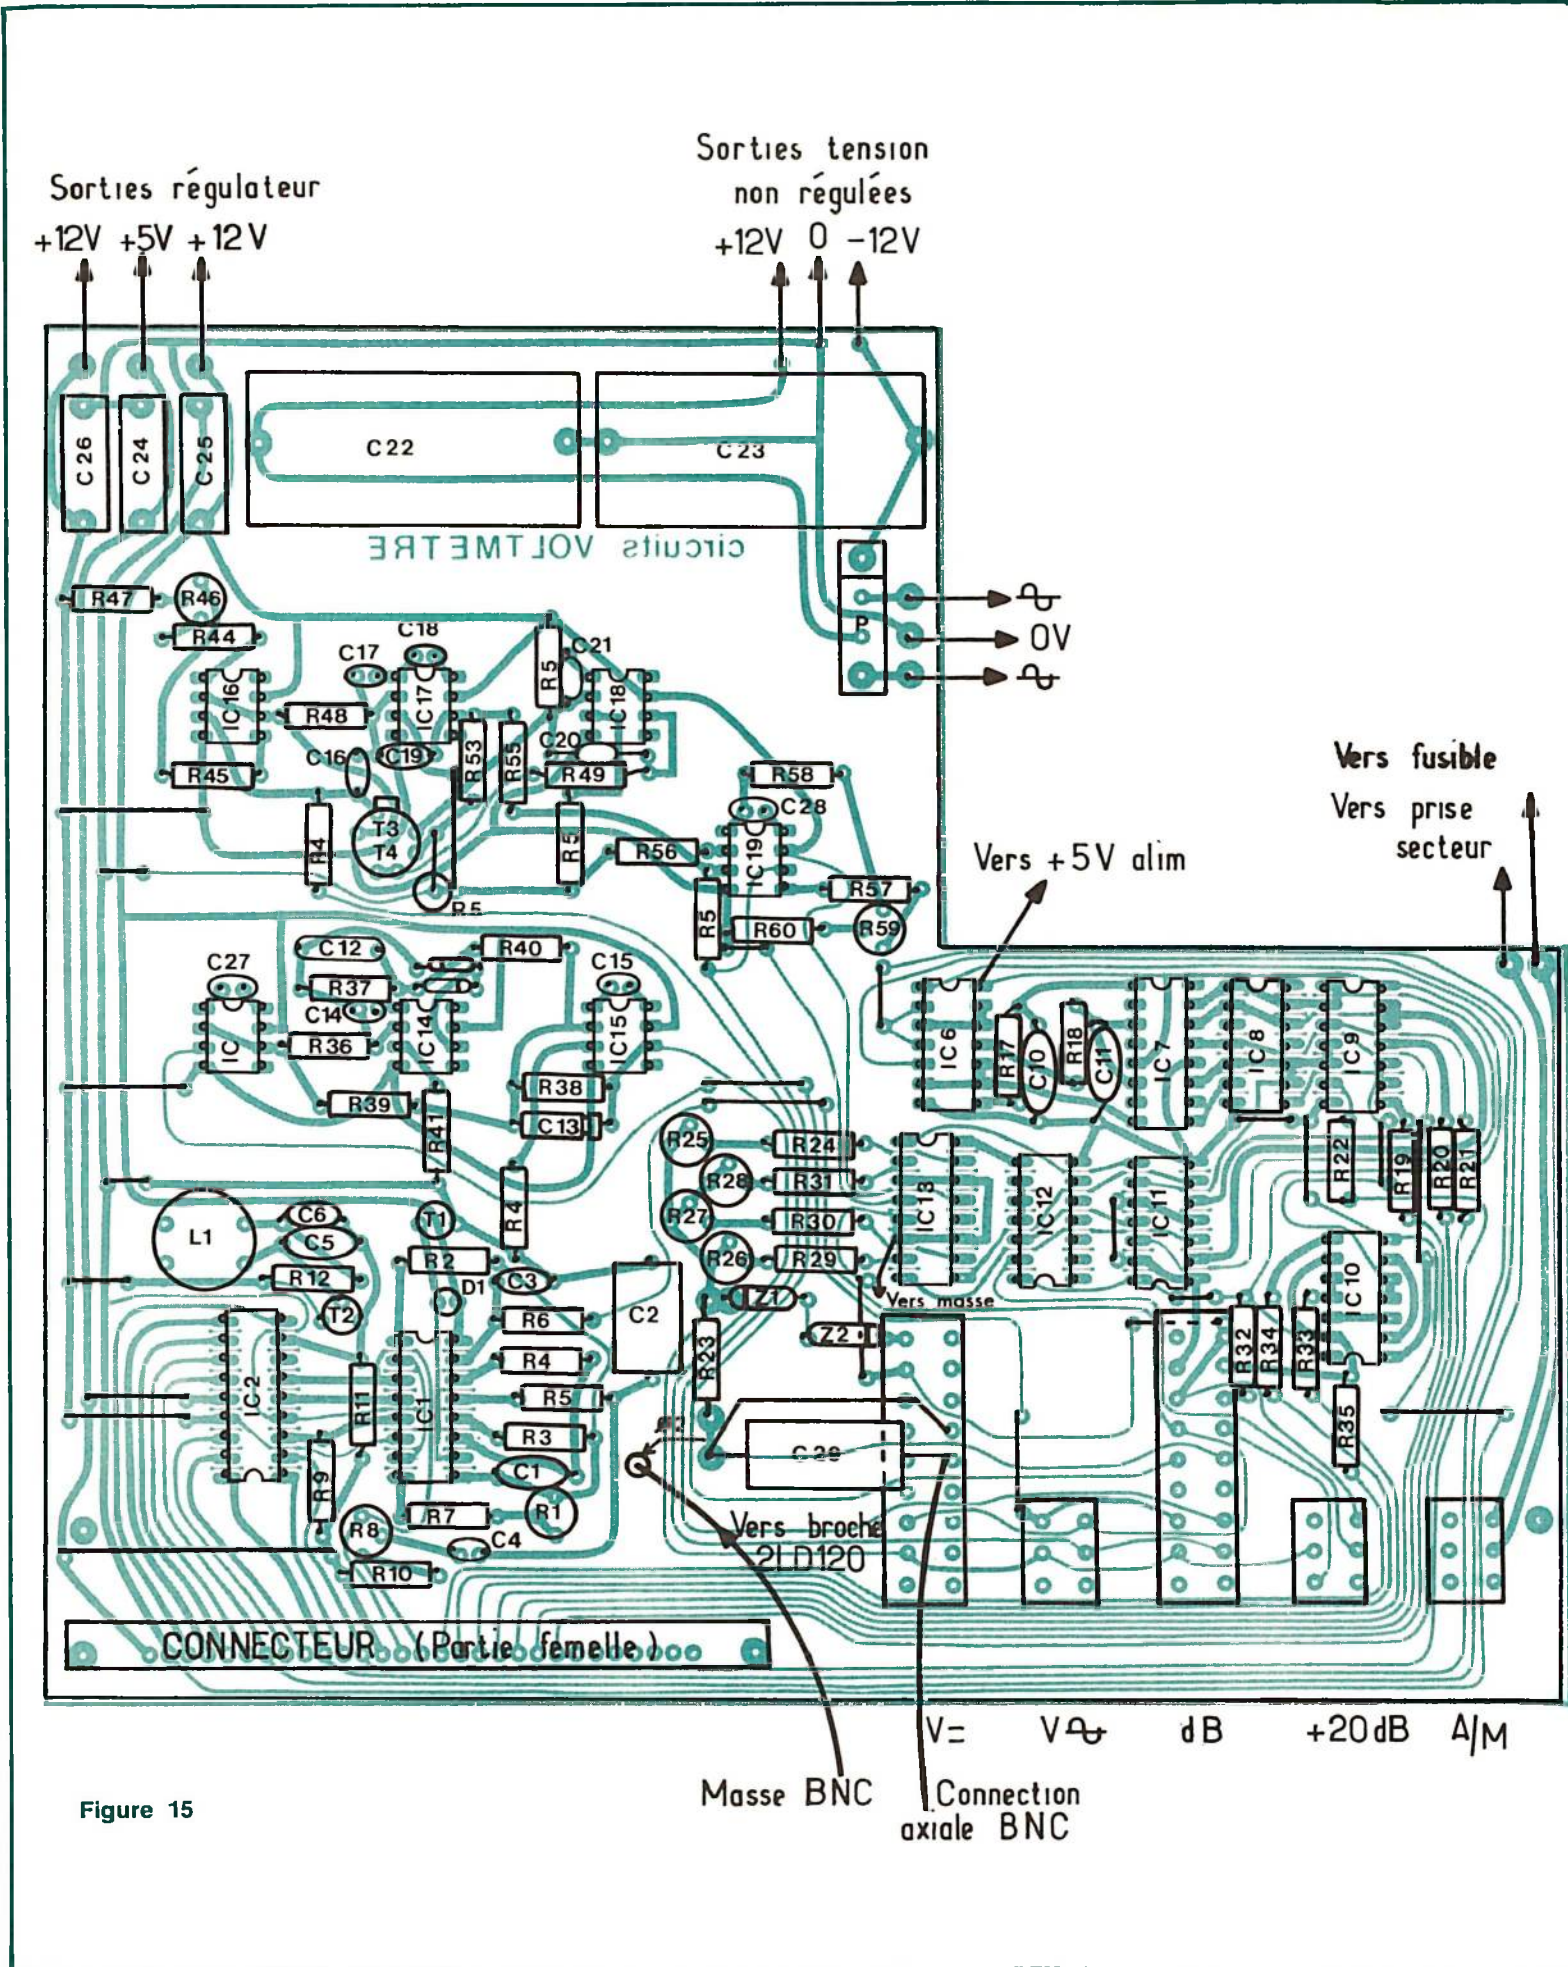 Sorties régulateur
+12V +5V +12V
Sorties tension
non régulées
+12V 0 -12V
C26
C24
C25
C22
C23
circuits VOLTMETRE
R47
R46
R44
C18
C17
C21
R5
IC16
R48
IC17
IC18
P
0V
C16
C19
R53
R55
C20
R49
R45
R58
C28
T3
T4
R4
R5
R56
IC19
R57
R5
R5
R60
R59
Vers fusible
Vers prise
secteur
Vers +5V alim
C12
R40
C27
R37
C15
C14
IC
R36
IC14
IC15
IC6
R17
C10
R18
C11
IC7
IC8
IC9
R38
R39
R41
C13
R25
R24
R28
R31
R27
R30
R26
R29
IC13
IC12
IC11
R22
R19
R20
R21
L1
C6
C5
T1
R4
R2
R12
D1
C3
T2
R6
C2
Z1
Vers masse
Z2
IC10
R32
R34
R33
IC2
R11
IC1
R4
R5
R23
R3
R35
R9
C1
R8
R7
R1
C4
R10
Vers broche
2LD120
CONNECTEUR (Partie femelle)
V=
V
dB
+20dB
A/M
Masse BNC
Connection
axiale BNC
Figure 15